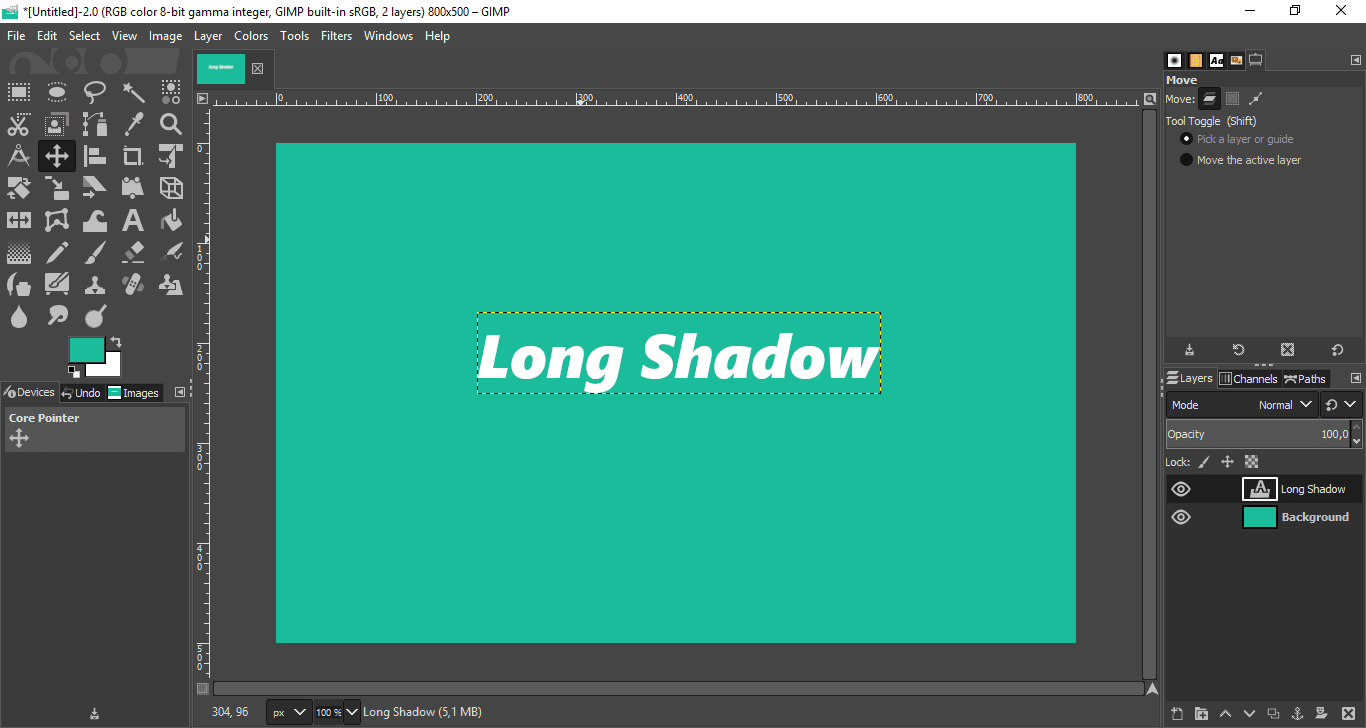 *[Untitled]-2.0 (RGB color 8-bit gamma integer, GIMP built-in sRGB, 2 layers) 800x500 – GIMP
File Edit Select View Image Layer Colors Tools Filters Windows Help
0 100 200 300 400 500 600 700 800
0
100
200
300
400
500
Long Shadow
Devices Undo Images
Core Pointer
304, 96 px 100 % Long Shadow (5,1 MB)
Aa
Move
Move:
Tool Toggle (Shift)
Pick a layer or guide
Move the active layer
Layers Channels Paths
Mode Normal
Opacity 100,0
Lock:
Long Shadow
Background